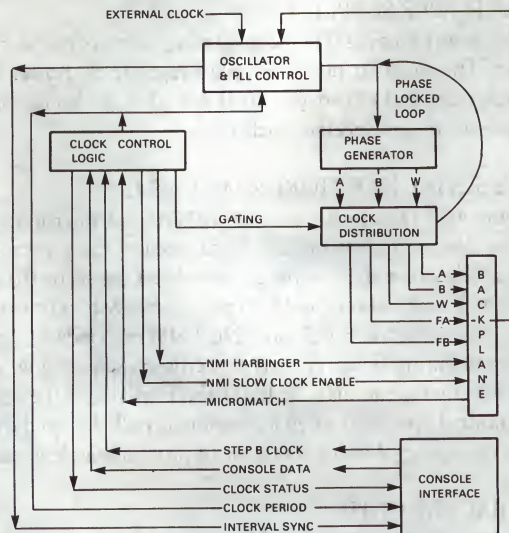 EXTERNAL CLOCK
OSCILLATOR
& PLL CONTROL
PHASE
LOCKED
LOOP
CLOCK CONTROL
LOGIC
PHASE
GENERATOR
A W
GATING
CLOCK
DISTRIBUTION
A
B
W
FA
FB
BACKPLANE
NMI HARBINGER
NMI SLOW CLOCK ENABLE
MICROMATCH
STEP B CLOCK
CONSOLE DATA
CLOCK STATUS
CLOCK PERIOD
INTERVAL SYNC
CONSOLE
INTERFACE